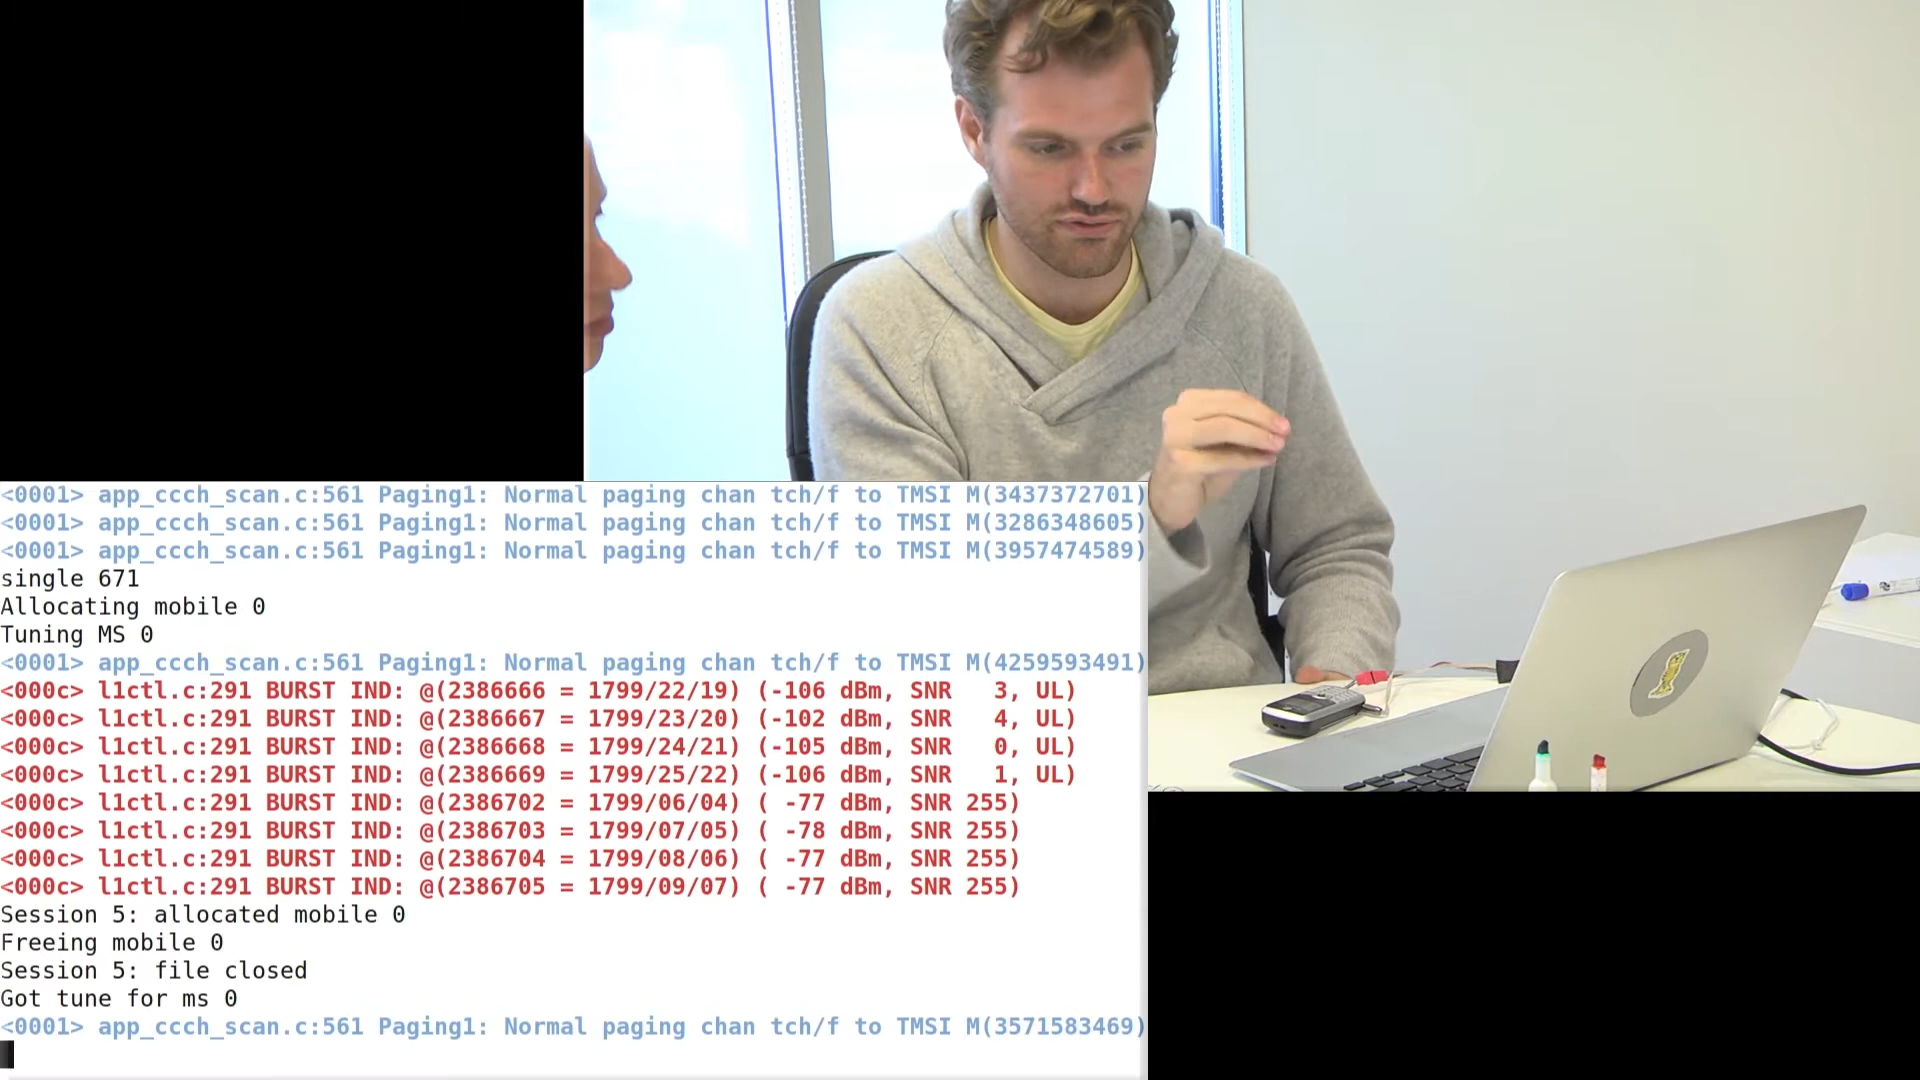 <0001> app_ccch_scan.c:561 Paging1: Normal paging chan tch/f to TMSI M(3437372701)
<0001> app_ccch_scan.c:561 Paging1: Normal paging chan tch/f to TMSI M(3286348605)
<0001> app_ccch_scan.c:561 Paging1: Normal paging chan tch/f to TMSI M(3957474589)
single 671
Allocating mobile 0
Tuning MS 0
<0001> app_ccch_scan.c:561 Paging1: Normal paging chan tch/f to TMSI M(4259593491)
<000c> l1ctl.c:291 BURST IND: @(2386666 = 1799/22/19) (-106 dBm, SNR   3, UL)
<000c> l1ctl.c:291 BURST IND: @(2386667 = 1799/23/20) (-102 dBm, SNR   4, UL)
<000c> l1ctl.c:291 BURST IND: @(2386668 = 1799/24/21) (-105 dBm, SNR   0, UL)
<000c> l1ctl.c:291 BURST IND: @(2386669 = 1799/25/22) (-106 dBm, SNR   1, UL)
<000c> l1ctl.c:291 BURST IND: @(2386702 = 1799/06/04) ( -77 dBm, SNR 255)
<000c> l1ctl.c:291 BURST IND: @(2386703 = 1799/07/05) ( -78 dBm, SNR 255)
<000c> l1ctl.c:291 BURST IND: @(2386704 = 1799/08/06) ( -77 dBm, SNR 255)
<000c> l1ctl.c:291 BURST IND: @(2386705 = 1799/09/07) ( -77 dBm, SNR 255)
Session 5: allocated mobile 0
Freeing mobile 0
Session 5: file closed
Got tune for ms 0
<0001> app_ccch_scan.c:561 Paging1: Normal paging chan tch/f to TMSI M(3571583469)